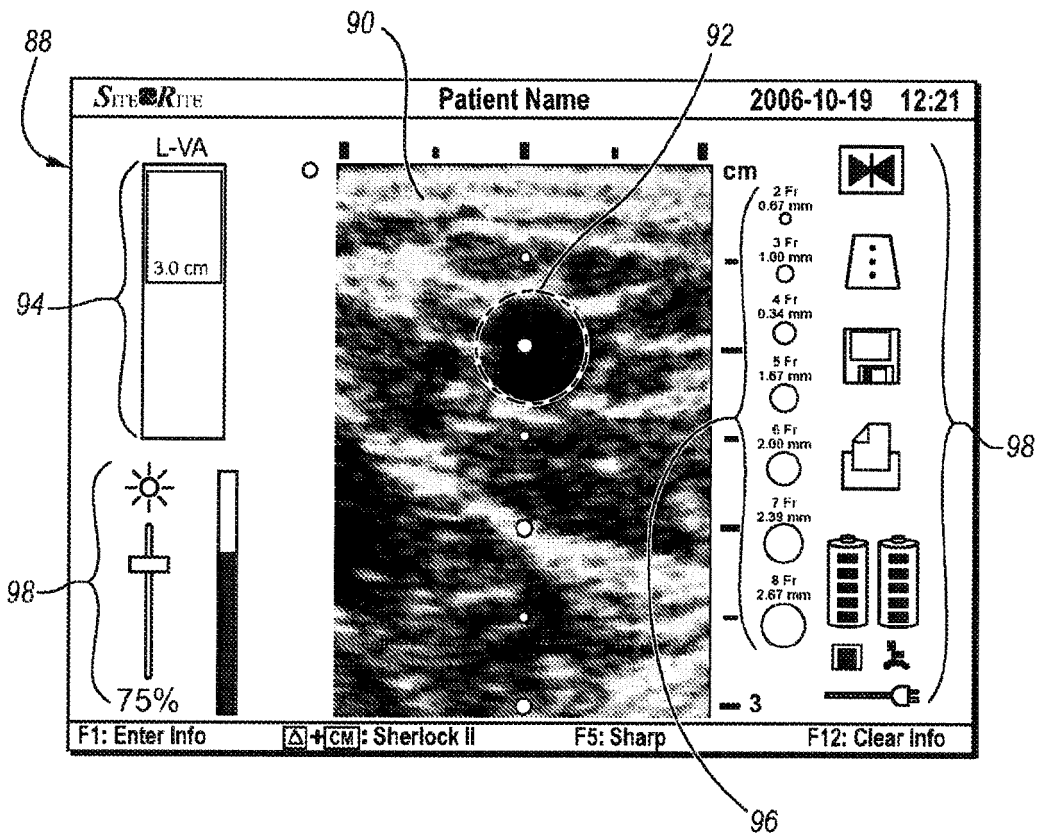 88
90
92
SITE RITE
Patient Name
2006-10-19 12:21
L-VA
3.0 cm
94
98
75%
cm
3
2 Fr
0.67 mm
3 Fr
1.00 mm
4 Fr
0.34 mm
5 Fr
1.67 mm
6 Fr
2.00 mm
7 Fr
2.39 mm
8 Fr
2.67 mm
98
F1: Enter Info
△+CM: Sherlock II
F5: Sharp
F12: Clear Info
96